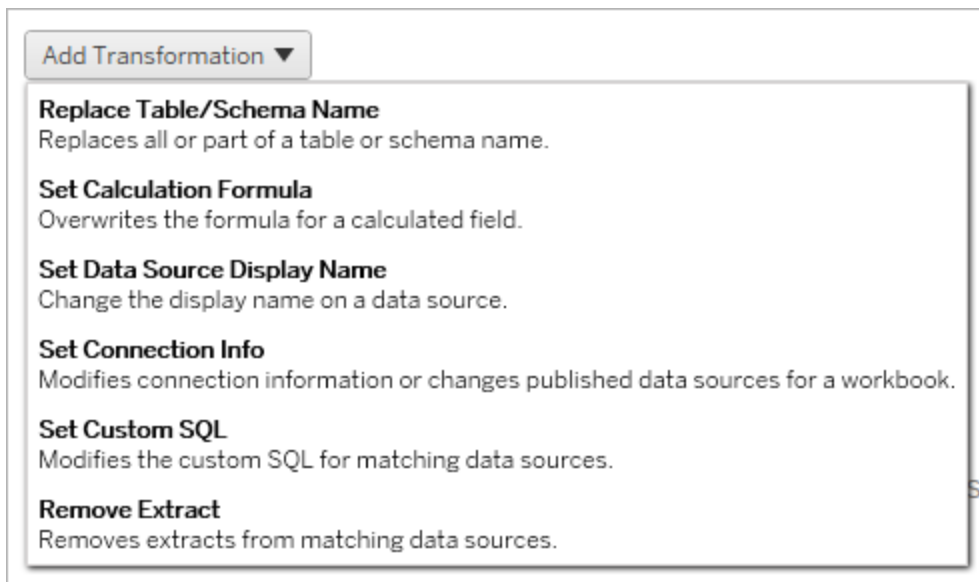 Add Transformation ▼
Replace Table/Schema Name
Replaces all or part of a table or schema name.
Set Calculation Formula
Overwrites the formula for a calculated field.
Set Data Source Display Name
Change the display name on a data source.
Set Connection Info
Modifies connection information or changes published data sources for a workbook.
Set Custom SQL
Modifies the custom SQL for matching data sources.
Remove Extract
Removes extracts from matching data sources.